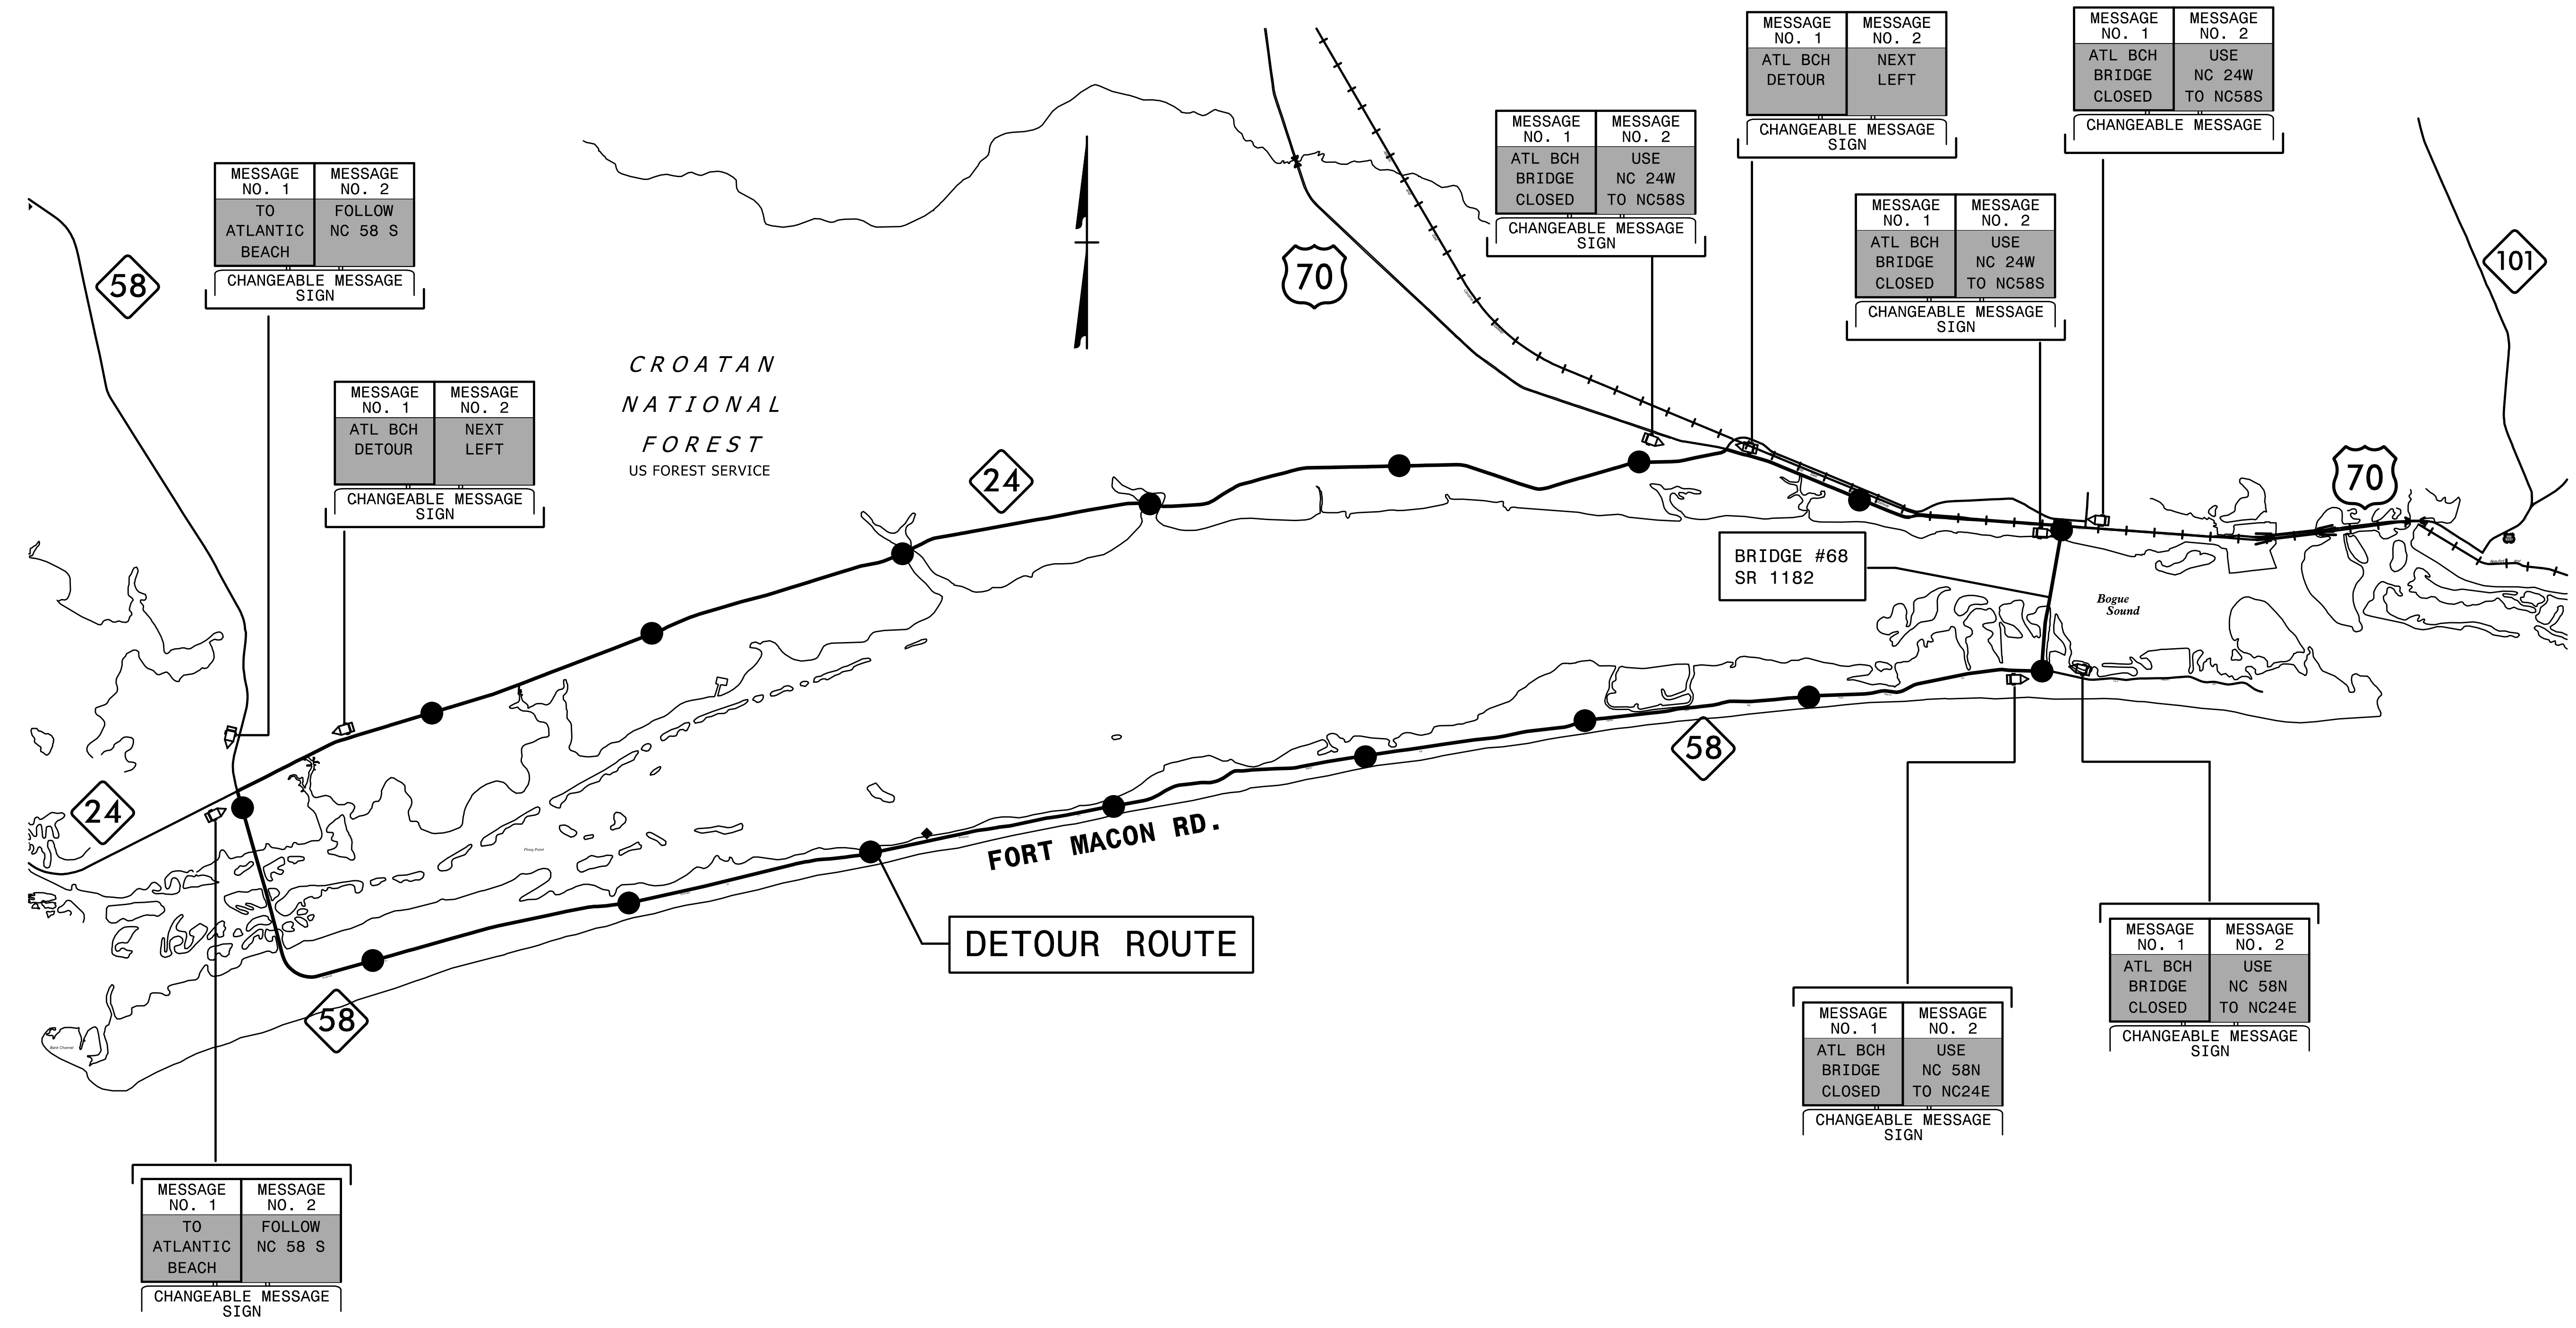 MESSAGE NO. 1
MESSAGE NO. 2
ATL BCH
BRIDGE
CLOSED
USE
NC 24W
TO NC58S
CHANGEABLE MESSAGE
MESSAGE NO. 1
MESSAGE NO. 2
ATL BCH
DETOUR
NEXT
LEFT
CHANGEABLE MESSAGE
SIGN
MESSAGE NO. 1
MESSAGE NO. 2
ATL BCH
BRIDGE
CLOSED
USE
NC 24W
TO NC58S
CHANGEABLE MESSAGE
SIGN
MESSAGE NO. 1
MESSAGE NO. 2
TO
ATLANTIC
BEACH
FOLLOW
NC 58 S
CHANGEABLE MESSAGE
SIGN
MESSAGE NO. 1
MESSAGE NO. 2
ATL BCH
BRIDGE
CLOSED
USE
NC 24W
TO NC58S
CHANGEABLE MESSAGE
SIGN
58
70
101
MESSAGE NO. 1
MESSAGE NO. 2
ATL BCH
DETOUR
NEXT
LEFT
CHANGEABLE MESSAGE
SIGN
CROATAN
NATIONAL
FOREST
US FOREST SERVICE
24
70
BRIDGE #68
SR 1182
Bogue
Sound
58
24
FORT MACON RD.
Piney Point
DETOUR ROUTE
58
Bank Channel
MESSAGE NO. 1
MESSAGE NO. 2
ATL BCH
BRIDGE
CLOSED
USE
NC 58N
TO NC24E
CHANGEABLE MESSAGE
SIGN
MESSAGE NO. 1
MESSAGE NO. 2
ATL BCH
BRIDGE
CLOSED
USE
NC 58N
TO NC24E
CHANGEABLE MESSAGE
SIGN
MESSAGE NO. 1
MESSAGE NO. 2
TO
ATLANTIC
BEACH
FOLLOW
NC 58 S
CHANGEABLE MESSAGE
SIGN